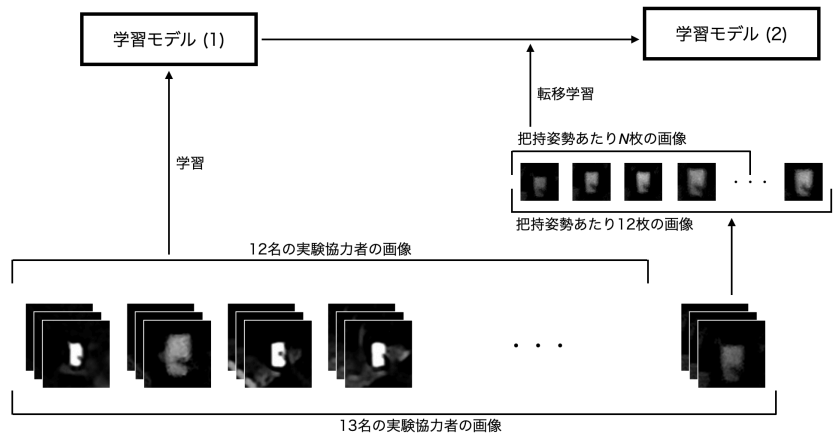 学習モデル (1)
学習モデル (2)
転移学習
把持姿勢あたりN枚の画像
学習
・・・
把持姿勢あたり12枚の画像
12名の実験協力者の画像
・・・
13名の実験協力者の画像